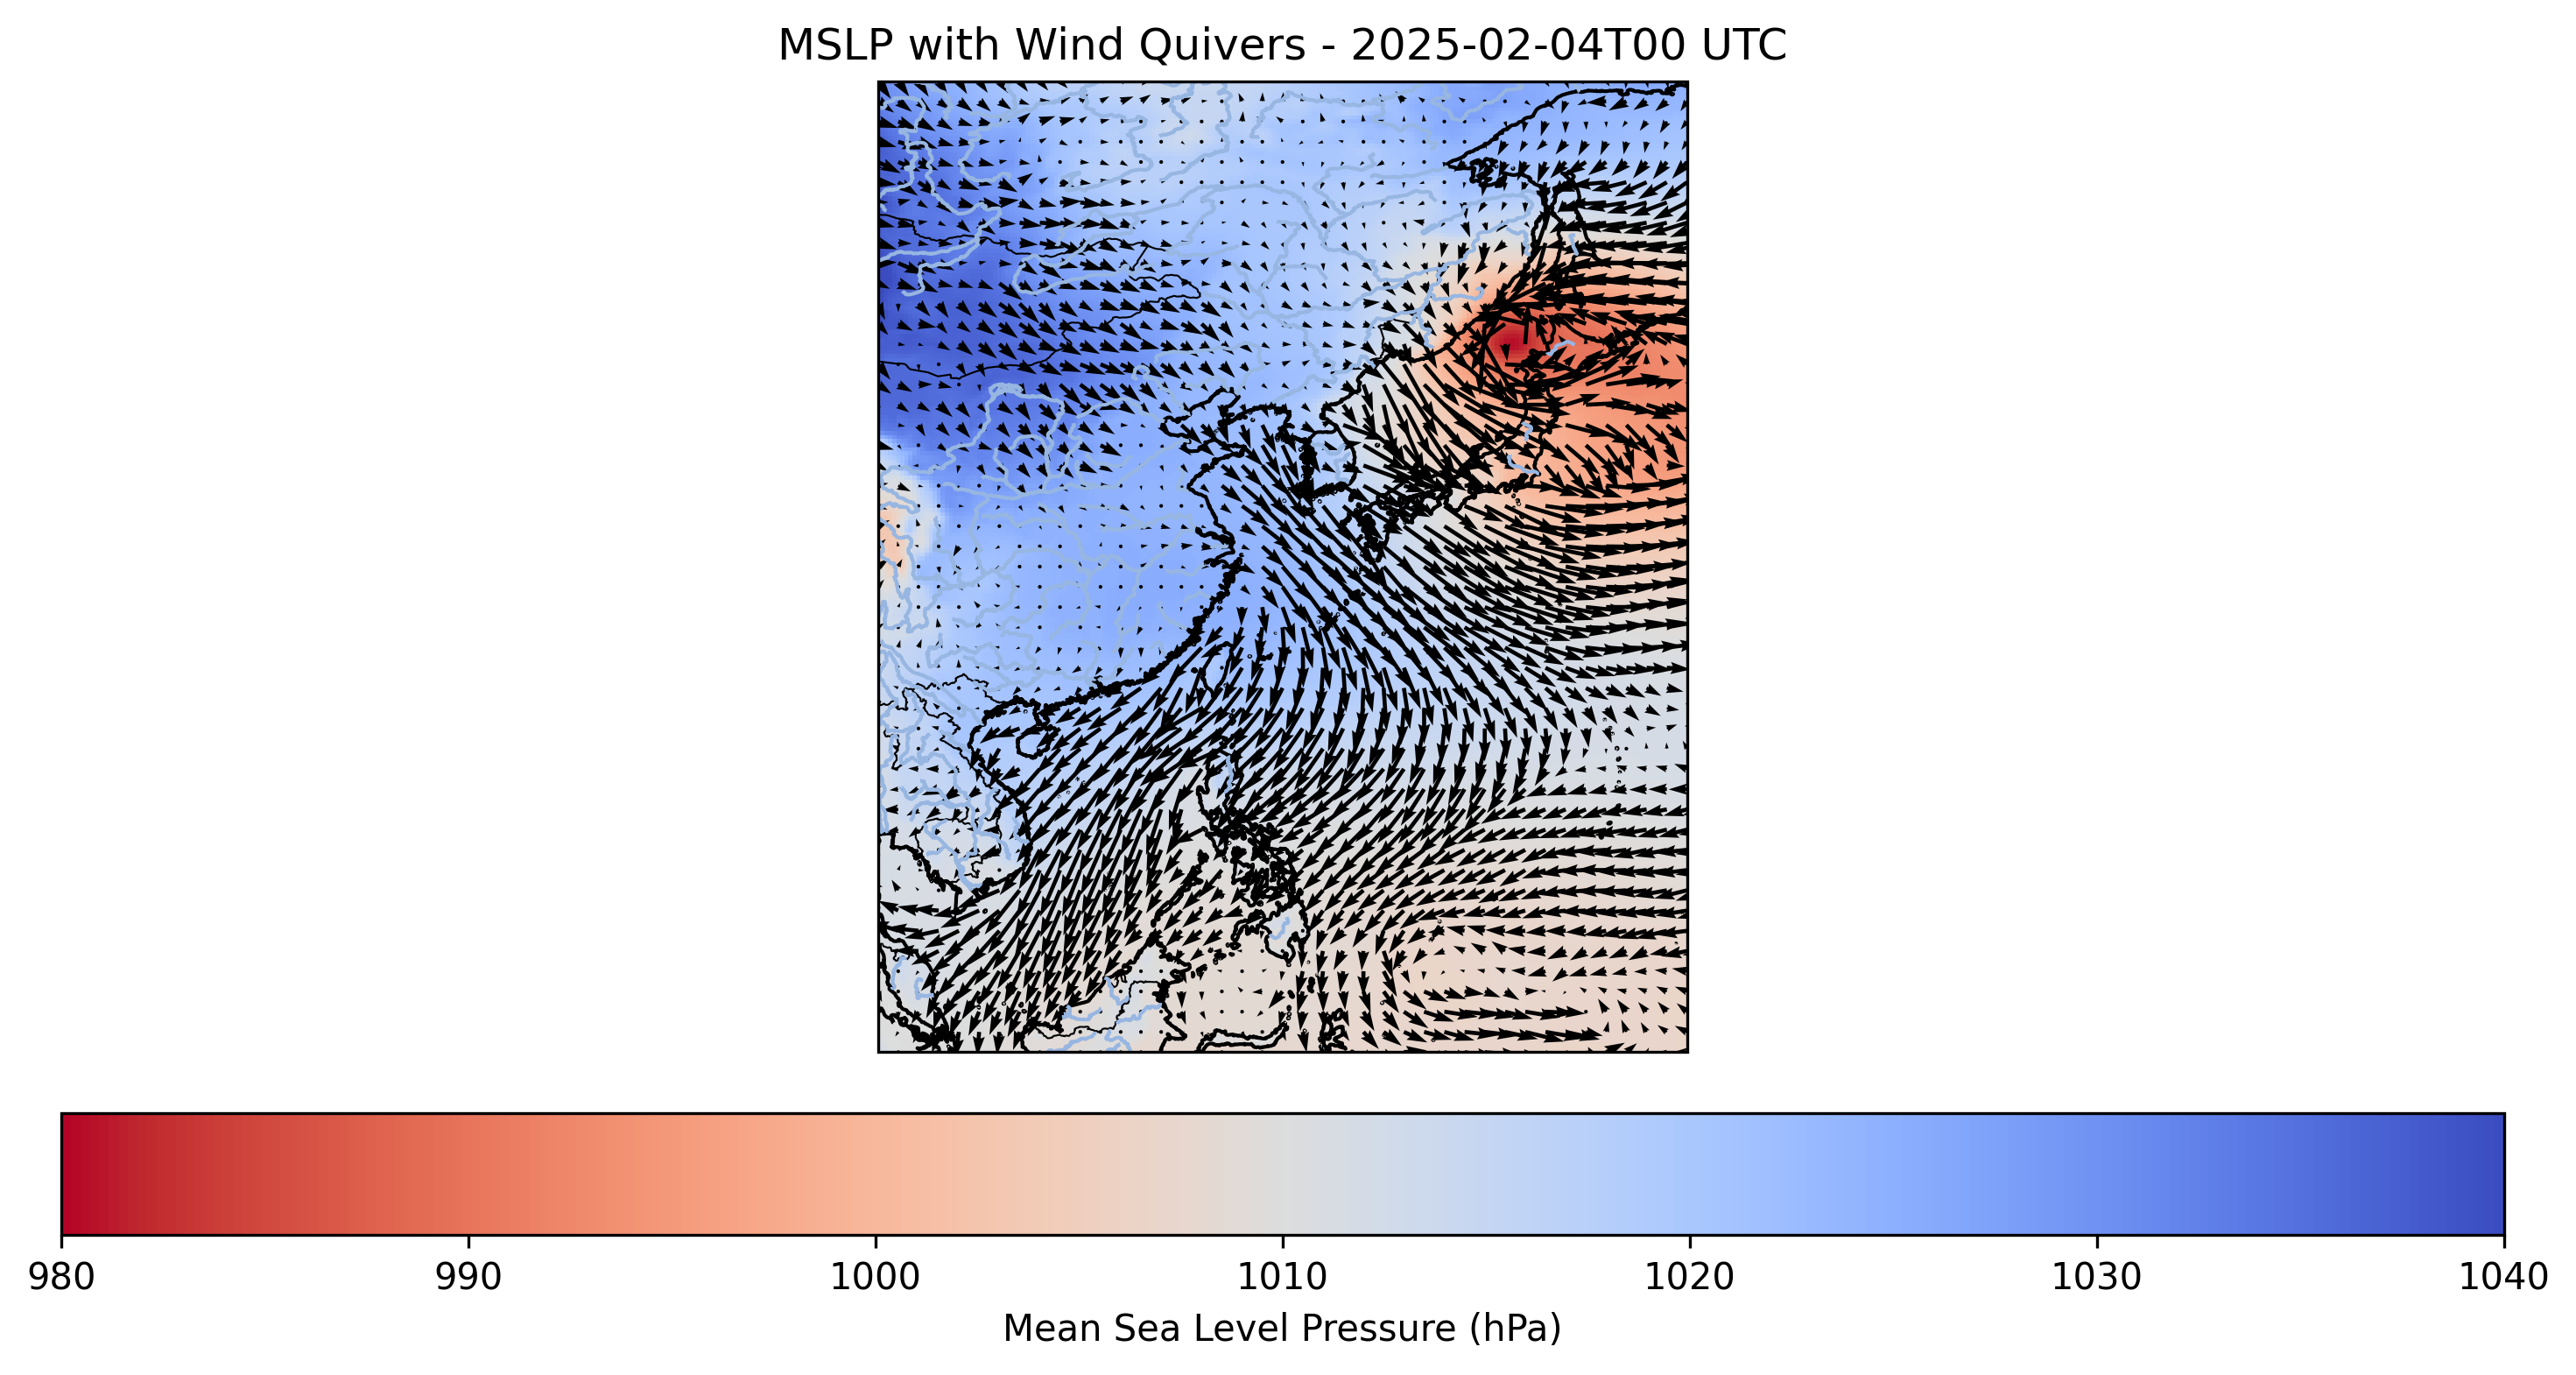 MSLP with Wind Quivers - 2025-02-04T00 UTC
980 990 1000 1010 1020 1030 1040
Mean Sea Level Pressure (hPa)